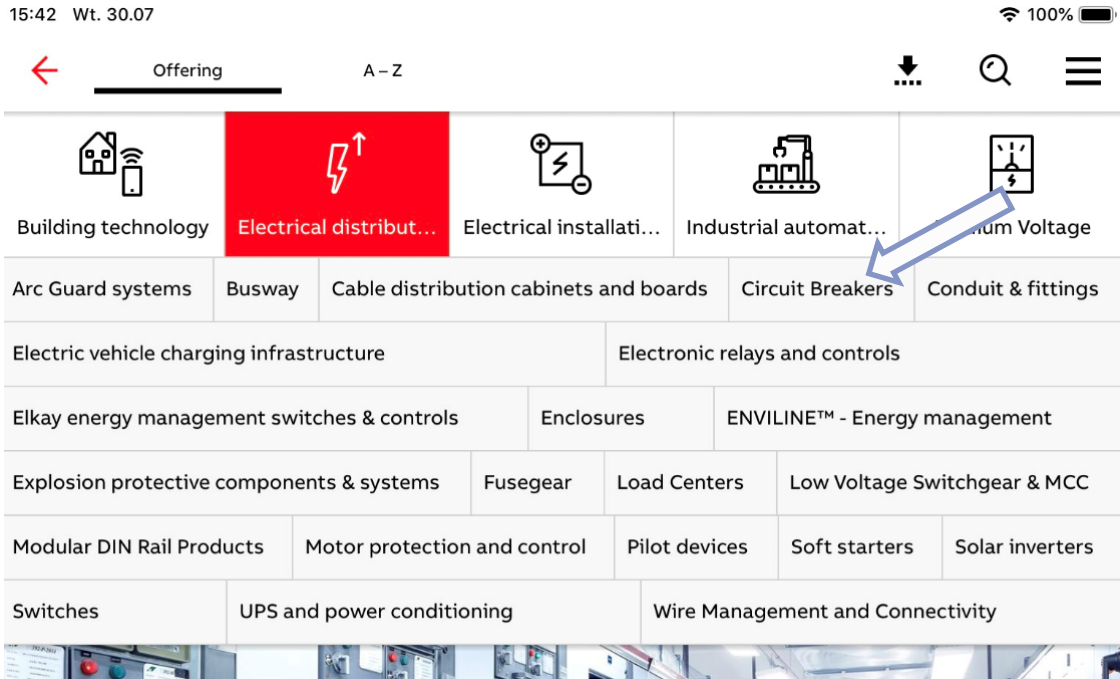 15:42 Wt. 30.07 100%
Offering A – Z
Building technology Electrical distribut... Electrical installati... Industrial automat... Voltage
Arc Guard systems Busway Cable distribution cabinets and boards Circuit Breakers Conduit & fittings
Electric vehicle charging infrastructure Electronic relays and controls
Elkay energy management switches & controls Enclosures ENVILINE™ - Energy management
Explosion protective components & systems Fusegear Load Centers Low Voltage Switchgear & MCC
Modular DIN Rail Products Motor protection and control Pilot devices Soft starters Solar inverters
Switches UPS and power conditioning Wire Management and Connectivity